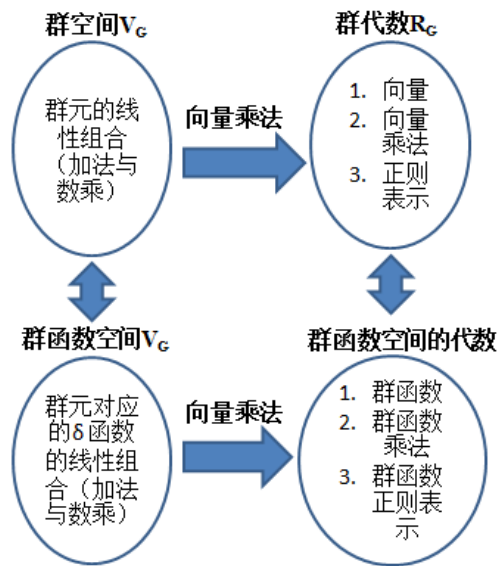 群空间VG
群代数RG
群元的线
性组合
（加法与
数乘）
向量乘法
1. 向量
2. 向量
乘法
3. 正则
表示
群函数空间VG
群函数空间的代数
群元对应
的δ函数
的线性组
合（加法
与数乘）
向量乘法
1. 群函数
2. 群函数
乘法
3. 群函数
正则表
示